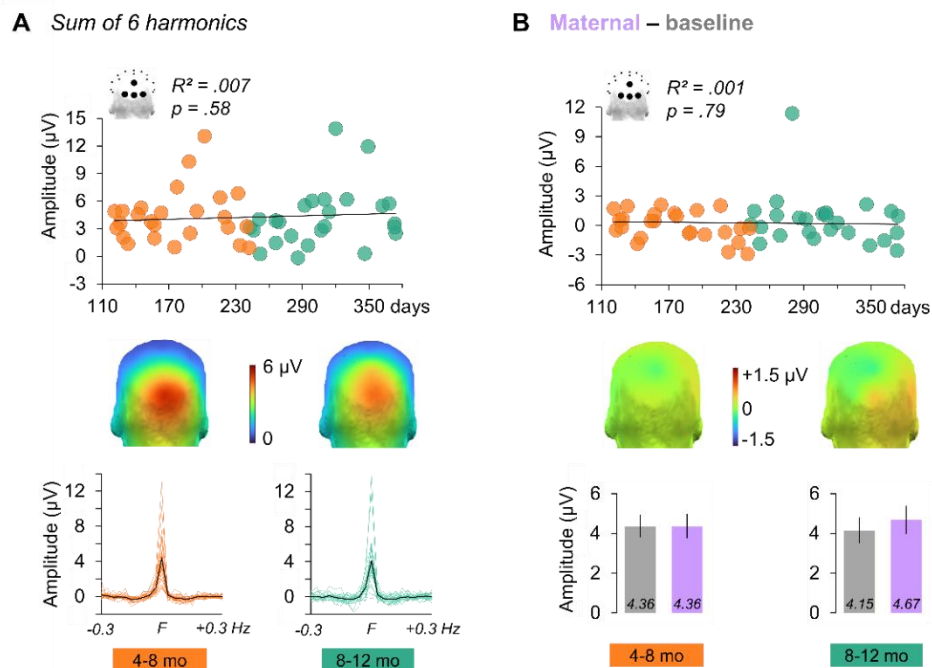 A Sum of 6 harmonics
R² = .007
p = .58
Amplitude (µV)
15
12
9
6
3
0
-3
110 170 230 290 350 days
6 µV
0
Amplitude (µV)
12
8
4
0
-0.3 F +0.3 Hz
-0.3 F +0.3 Hz
4-8 mo
8-12 mo
B Maternal – baseline
R² = .001
p = .79
Amplitude (µV)
12
9
6
3
0
-3
-6
110 170 230 290 350 days
+1.5 µV
0
-1.5
Amplitude (µV)
6
4
2
0
4.36 4.36
6
4
2
0
4.15 4.67
4-8 mo
8-12 mo